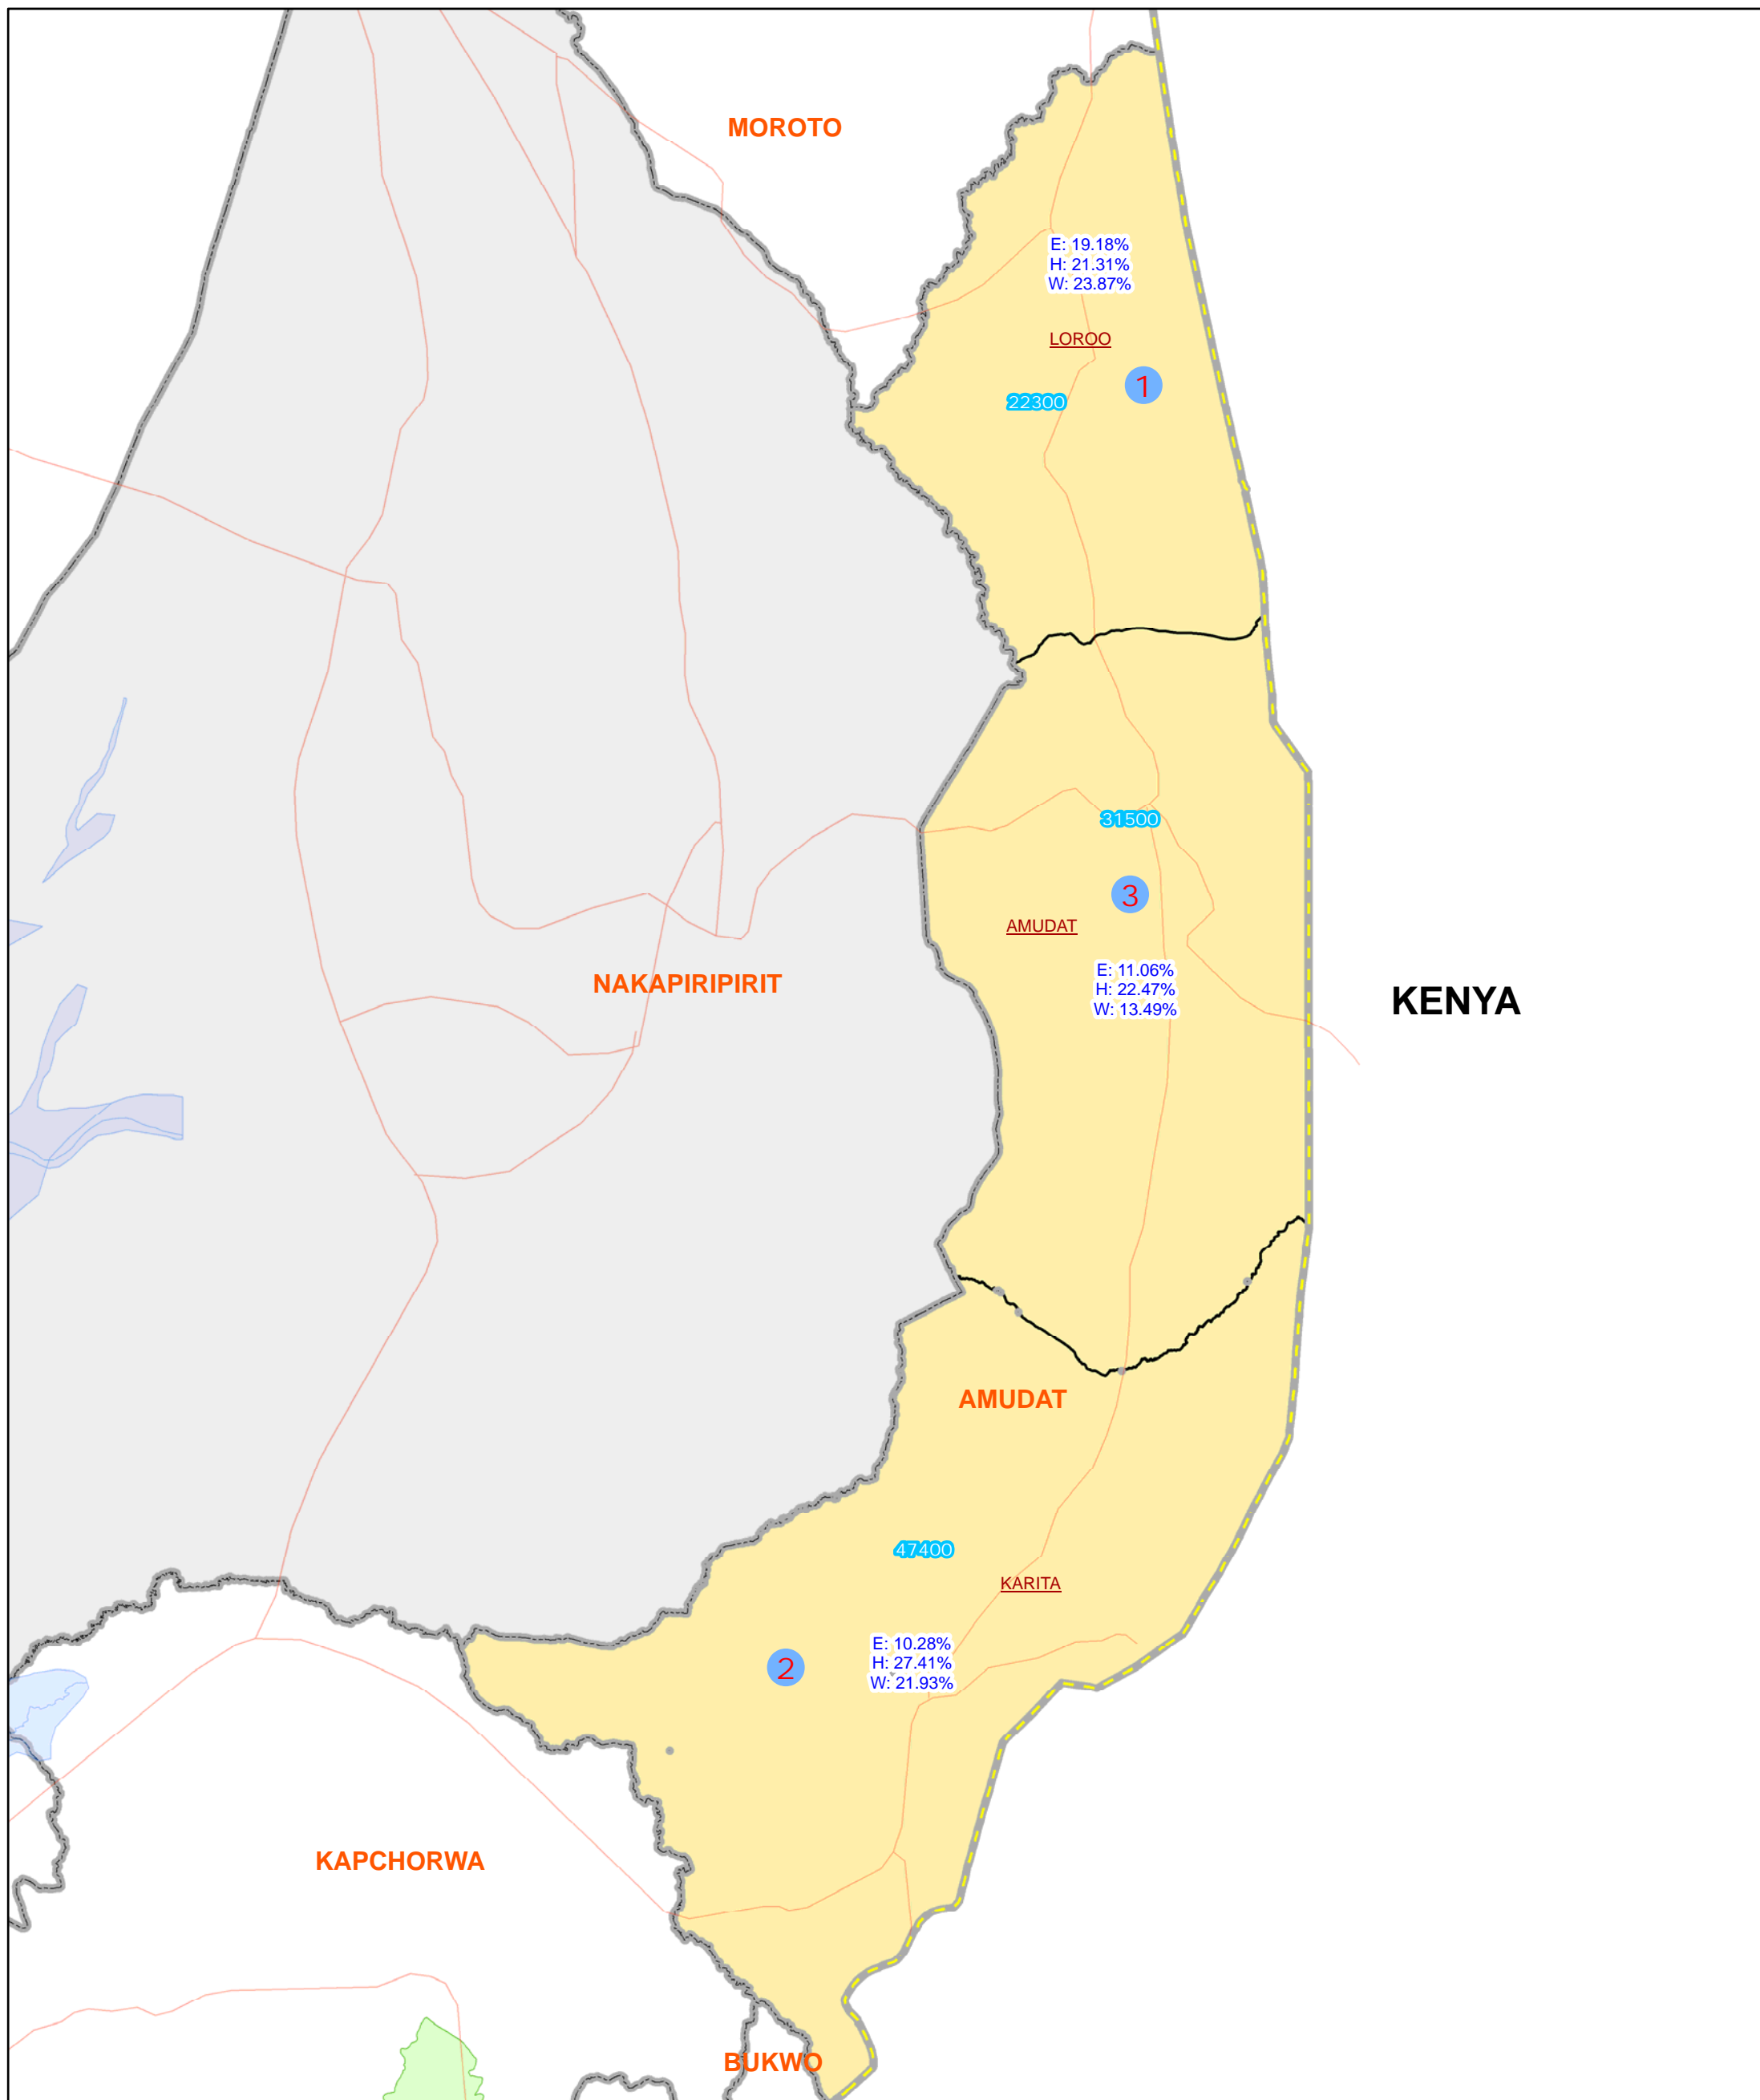 MOROTO
E: 19.18%
H: 21.31%
W: 23.87%
LOROO
1
22300
31500
3
AMUDAT
E: 11.06%
H: 22.47%
W: 13.49%
NAKAPIRIPIRIT
KENYA
AMUDAT
47400
KARITA
E: 10.28%
H: 27.41%
W: 21.93%
2
KAPCHORWA
BUKWO